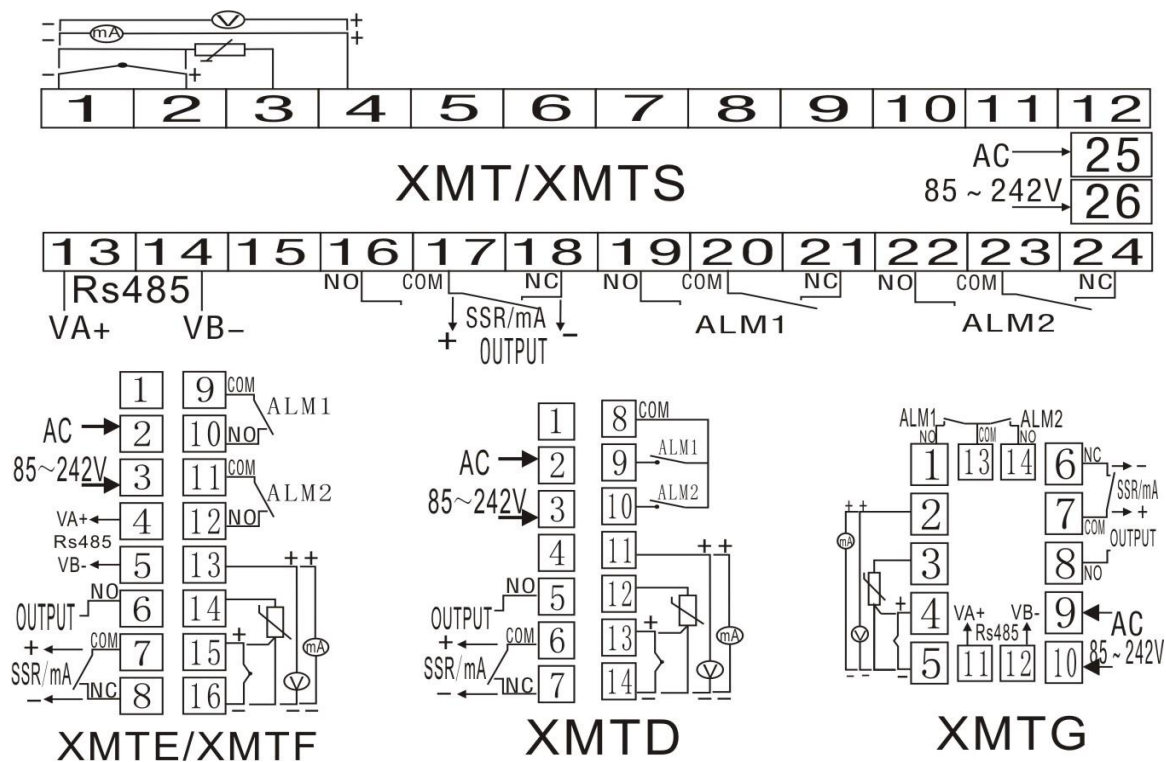 − V +
− mA +
− +
1 2 3 4 5 6 7 8 9 10 11 12
XMT/XMTS
AC 25
85 ~ 242V 26
13 14 15 16 17 18 19 20 21 22 23 24
Rs485 NO COM NC NO COM NC NO COM NC
VA+ VB− + SSR/mA − ALM1 ALM2
OUTPUT
1 9 COM
ALM1
AC 2 10 NO
85~242V 3 11 COM
ALM2
VA+ 4 12 NO
Rs485
VB- 5 13 + +
NO
OUTPUT 6 14
+ COM 7 15 + mA
SSR/mA V
− NC 8 16 − − −
XMTE/XMTF
1 8 COM
AC 2 9 ALM1
85~242V 3 10 ALM2
4 11 + +
NO
OUTPUT 5 12
+ COM 6 13 + mA
SSR/mA V
− NC 7 14 − − −
XMTD
ALM1 ALM2
NO COM NO
1 13 14 6 NC −
SSR/mA
+ + 2 7 COM +
OUTPUT
mA 3 8 NO
4 VA+ VB- 9 AC
+ Rs485
V 85~242V
− − − − 5 11 12 10
XMTG